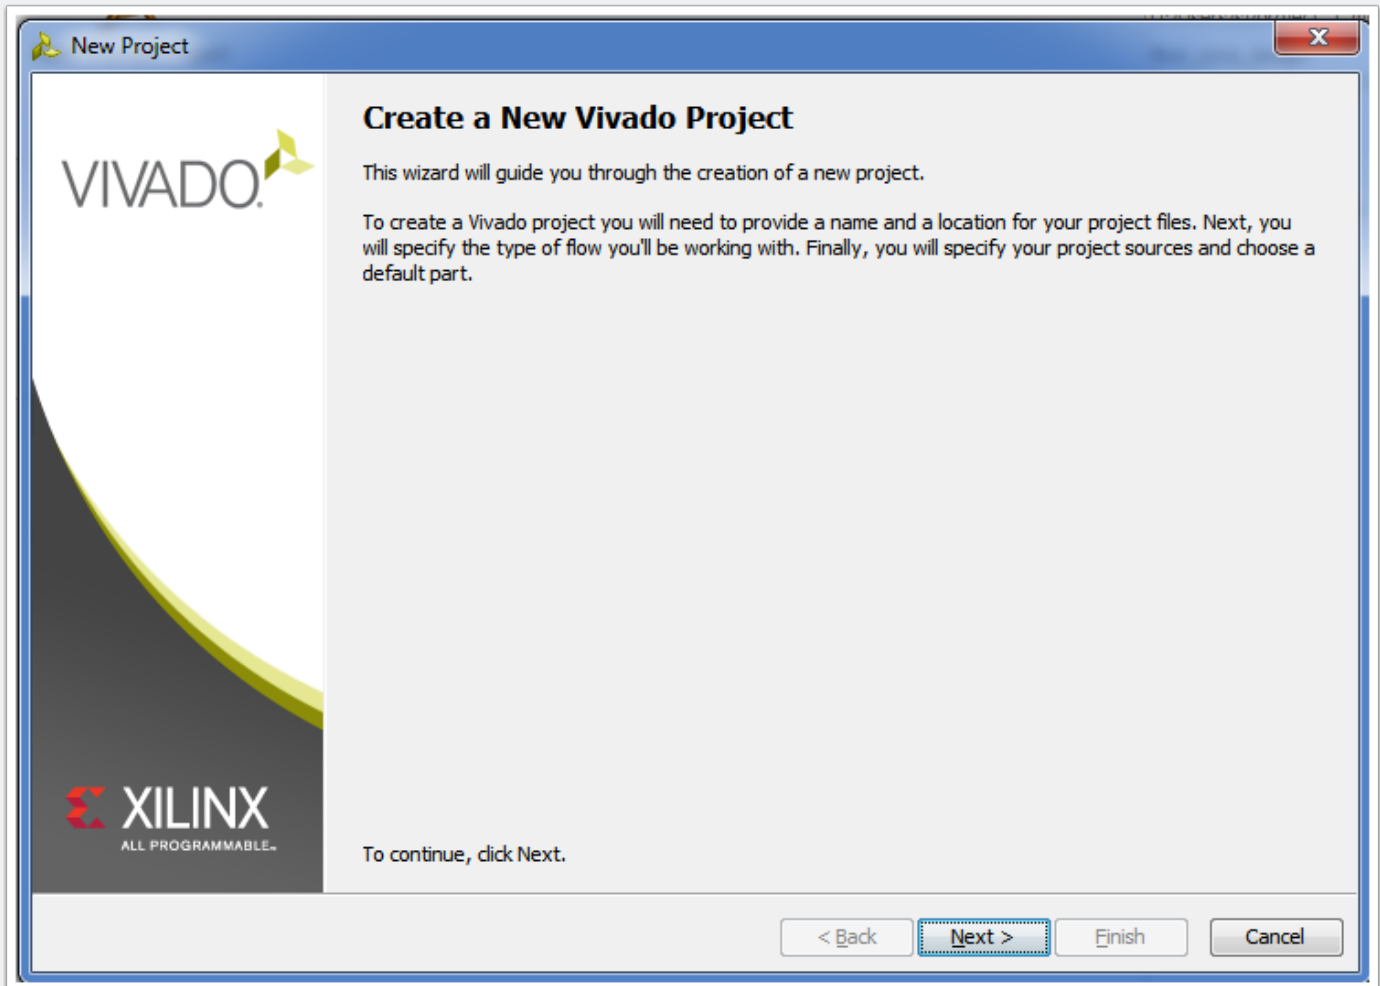 New Project
VIVADO.
Create a New Vivado Project
This wizard will guide you through the creation of a new project.
To create a Vivado project you will need to provide a name and a location for your project files. Next, you
will specify the type of flow you'll be working with. Finally, you will specify your project sources and choose a
default part.
XILINX
ALL PROGRAMMABLE™
To continue, click Next.
< Back Next > Finish Cancel